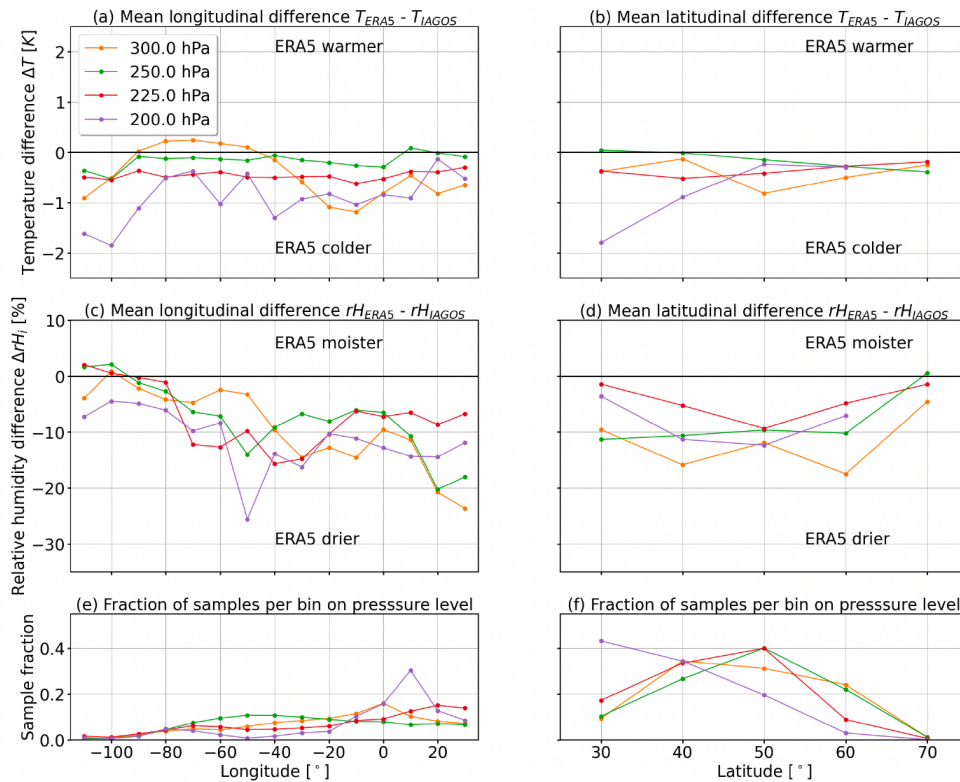 (a) Mean longitudinal difference T_ERA5 - T_IAGOS
(b) Mean latitudinal difference T_ERA5 - T_IAGOS
Temperature difference ΔT [K]
2
1
0
−1
−2
300.0 hPa
250.0 hPa
225.0 hPa
200.0 hPa
ERA5 warmer
ERA5 colder
ERA5 warmer
ERA5 colder
(c) Mean longitudinal difference rH_ERA5 - rH_IAGOS
(d) Mean latitudinal difference rH_ERA5 - rH_IAGOS
Relative humidity difference ΔrH_i [%]
10
0
−10
−20
−30
ERA5 moister
ERA5 drier
ERA5 moister
ERA5 drier
(e) Fraction of samples per bin on presssure level
(f) Fraction of samples per bin on presssure level
Sample fraction
0.4
0.2
0.0
−100 −80 −60 −40 −20 0 20
Longitude [°]
30 40 50 60 70
Latitude [°]